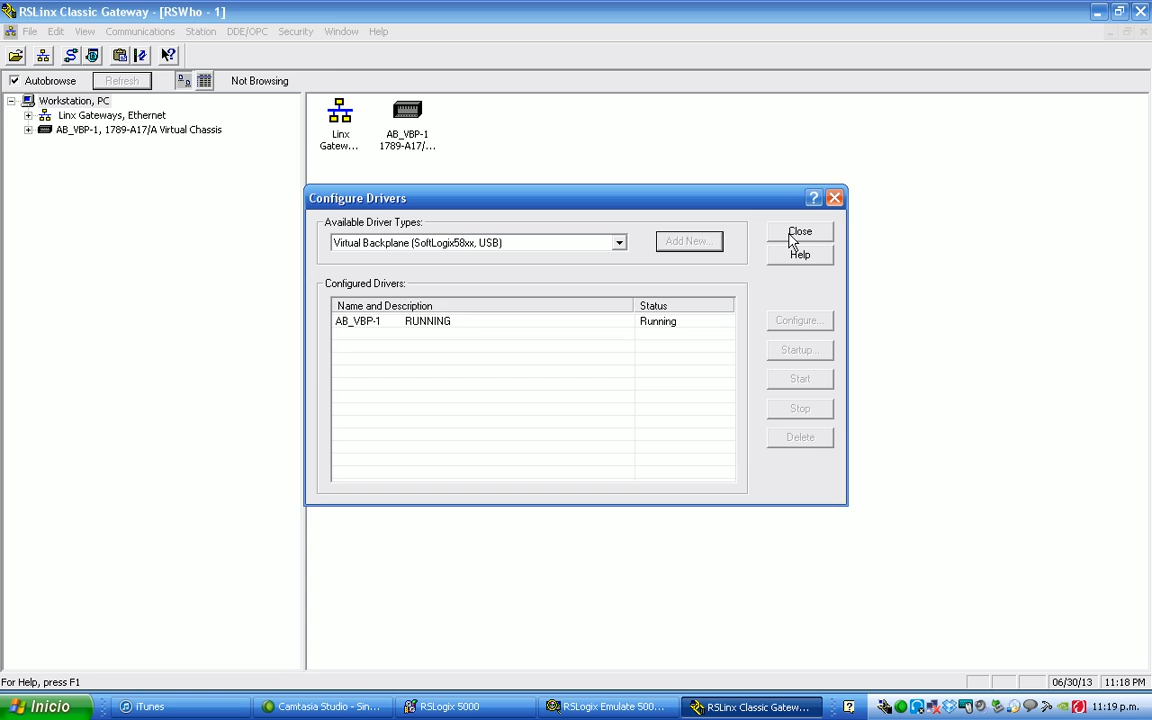 RSLinx Classic Gateway - [RSWho - 1]
File Edit View Communications Station DDE/OPC Security Window Help
Autobrowse Refresh Not Browsing
Workstation, PC
Linx Gateways, Ethernet
AB_VBP-1, 1789-A17/A Virtual Chassis
Linx
Gatew...
AB_VBP-1
1789-A17/...
Configure Drivers
Available Driver Types:
Virtual Backplane (SoftLogix58xx, USB)
Add New...
Close
Help
Configured Drivers:
Name and Description Status
AB_VBP-1 RUNNING Running
Configure...
Startup...
Start
Stop
Delete
For Help, press F1
06/30/13 11:18 PM
Inicio
iTunes
Camtasia Studio - Sin...
RSLogix 5000
RSLogix Emulate 500...
RSLinx Classic Gatew...
11:19 p.m.